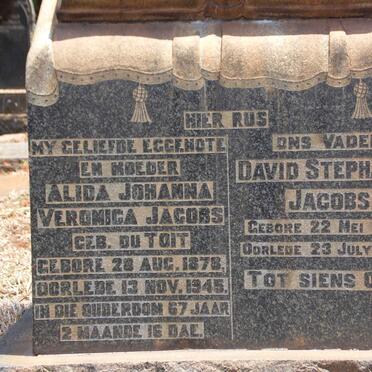 HIER RUS
MY GELIEFDE EGGENOTE
EN MOEDER
ALIDA JOHANNA
VERONICA JACOBS
GEB. DU TOIT
GEBORE 28 AUG. 1878,
OORLEDE 13 NOV. 1945,
IN DIE OUDERDOM 67 JAAR
2 MAANDE 16 DAE.
ONS VADER
DAVID STEPHA
JACOBS
GEBORE 22 MEI
OORLEDE 23 JULY
TOT SIENS